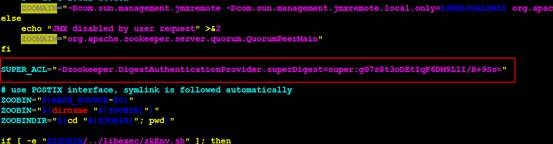 ZOOMAIN="-Dcom.sun.management.jmxremote -Dcom.sun.management.jmxremote.local.only=$JMXLOCALONLY org.apac
else
echo "JMX disabled by user request" >&2
ZOOMAIN="org.apache.zookeeper.server.quorum.QuorumPeerMain"
fi
SUPER_ACL="-Dzookeeper.DigestAuthenticationProvider.superDigest=super:gG7s8t3oDEtIqF6DM9LlI/R+9Ss="
# use POSTIX interface, symlink is followed automatically
ZOOBIN="${BASH_SOURCE-$0}"
ZOOBIN="$(dirname "${ZOOBIN}")"
ZOOBINDIR="$(cd "${ZOOBIN}"; pwd)"
if [ -e "$ZOOBIN/../libexec/zkEnv.sh" ]; then